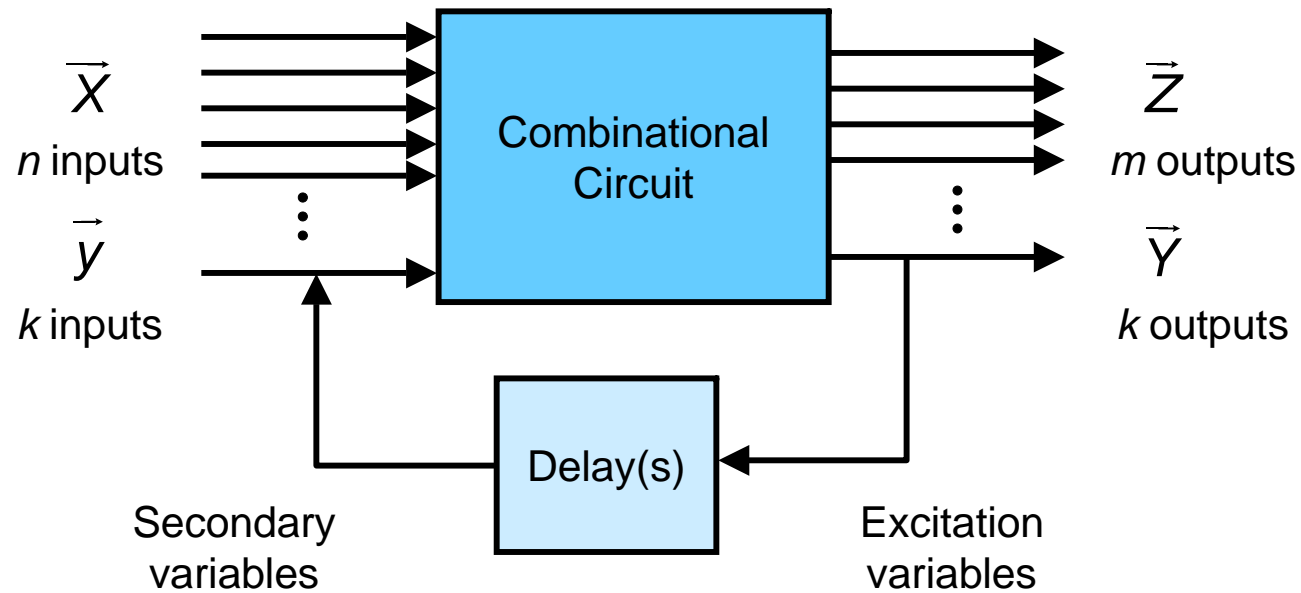 X
n inputs
y
k inputs
Combinational
Circuit
Z
m outputs
Y
k outputs
Delay(s)
Secondary
variables
Excitation
variables